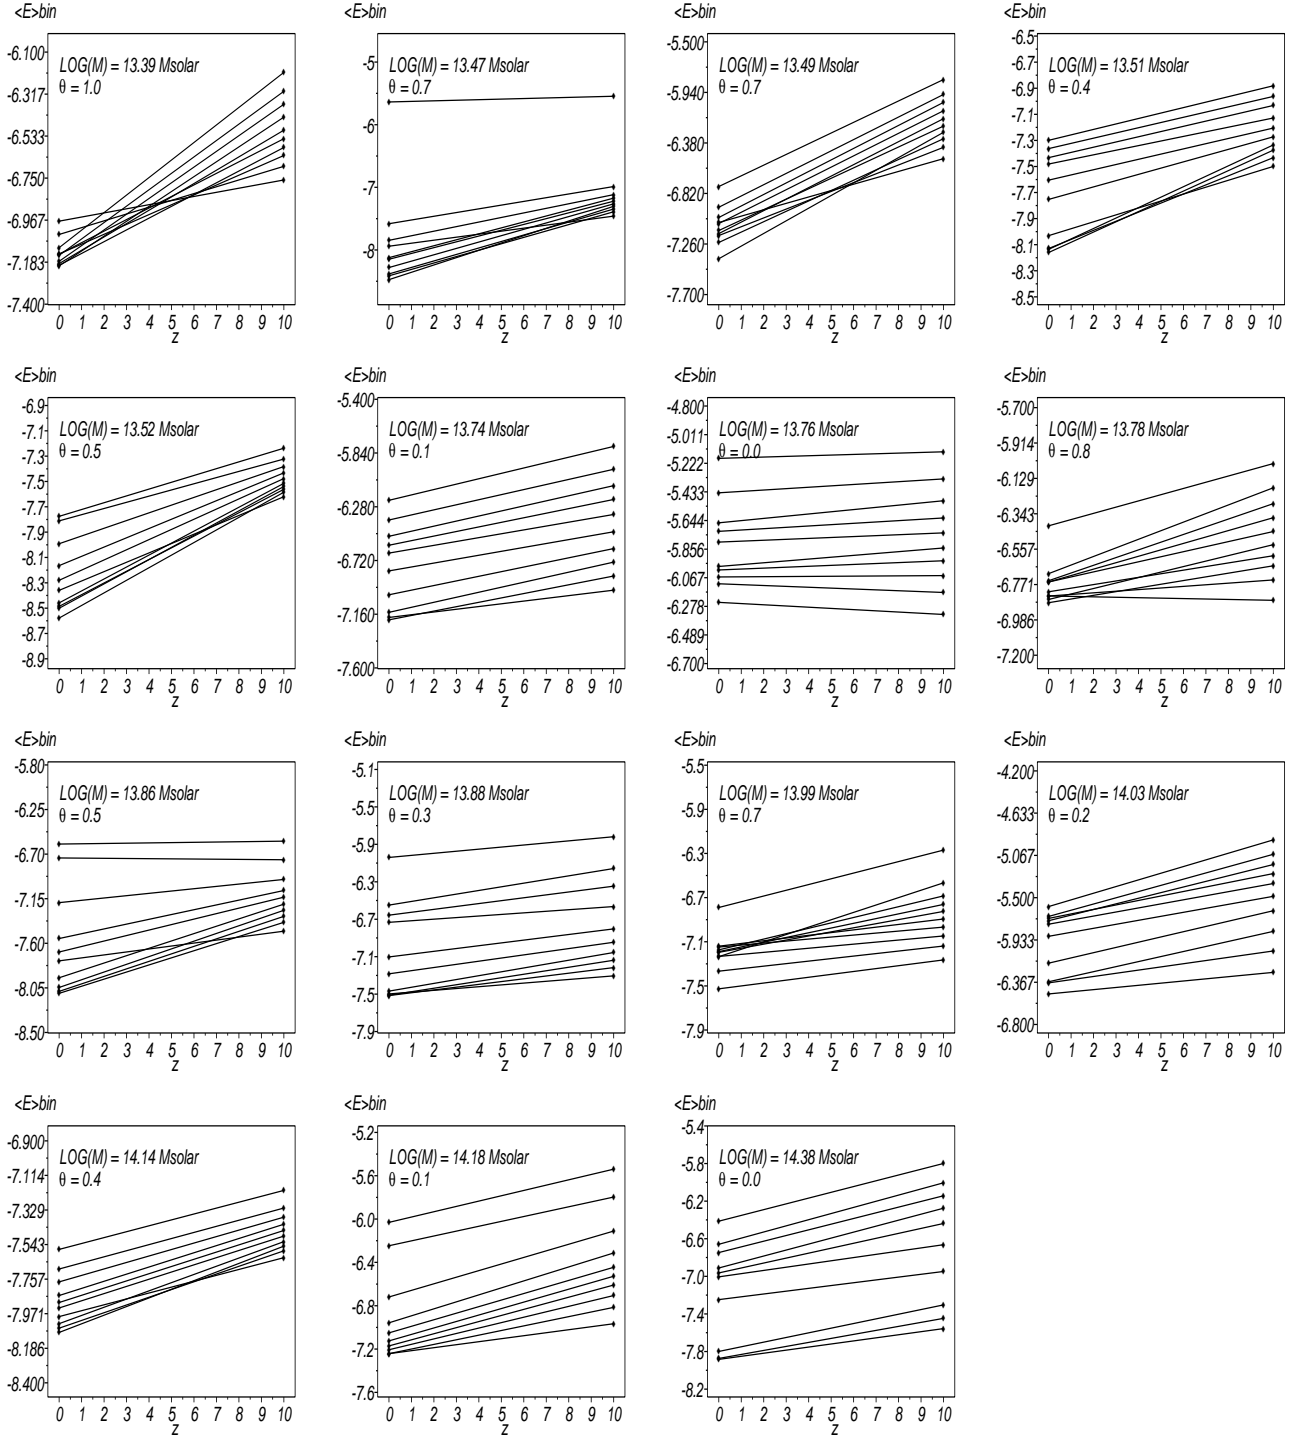 <E>bin
-6.100
-6.317
-6.533
-6.750
-6.967
-7.183
-7.400
LOG(M) = 13.39 Msolar
θ = 1.0
0 1 2 3 4 5 6 7 8 9 10
z
<E>bin
-5
-6
-7
-8
LOG(M) = 13.47 Msolar
θ = 0.7
0 1 2 3 4 5 6 7 8 9 10
z
<E>bin
-5.500
-5.940
-6.380
-6.820
-7.260
-7.700
LOG(M) = 13.49 Msolar
θ = 0.7
0 1 2 3 4 5 6 7 8 9 10
z
<E>bin
-6.5
-6.7
-6.9
-7.1
-7.3
-7.5
-7.7
-7.9
-8.1
-8.3
-8.5
LOG(M) = 13.51 Msolar
θ = 0.4
0 1 2 3 4 5 6 7 8 9 10
z
<E>bin
-6.9
-7.1
-7.3
-7.5
-7.7
-7.9
-8.1
-8.3
-8.5
-8.7
-8.9
LOG(M) = 13.52 Msolar
θ = 0.5
0 1 2 3 4 5 6 7 8 9 10
z
<E>bin
-5.400
-5.840
-6.280
-6.720
-7.160
-7.600
LOG(M) = 13.74 Msolar
θ = 0.1
0 1 2 3 4 5 6 7 8 9 10
z
<E>bin
-4.800
-5.011
-5.222
-5.433
-5.644
-5.856
-6.067
-6.278
-6.489
-6.700
LOG(M) = 13.76 Msolar
θ = 0.0
0 1 2 3 4 5 6 7 8 9 10
z
<E>bin
-5.700
-5.914
-6.129
-6.343
-6.557
-6.771
-6.986
-7.200
LOG(M) = 13.78 Msolar
θ = 0.8
0 1 2 3 4 5 6 7 8 9 10
z
<E>bin
-5.80
-6.25
-6.70
-7.15
-7.60
-8.05
-8.50
LOG(M) = 13.86 Msolar
θ = 0.5
0 1 2 3 4 5 6 7 8 9 10
z
<E>bin
-5.1
-5.5
-5.9
-6.3
-6.7
-7.1
-7.5
-7.9
LOG(M) = 13.88 Msolar
θ = 0.3
0 1 2 3 4 5 6 7 8 9 10
z
<E>bin
-5.5
-5.9
-6.3
-6.7
-7.1
-7.5
-7.9
LOG(M) = 13.99 Msolar
θ = 0.7
0 1 2 3 4 5 6 7 8 9 10
z
<E>bin
-4.200
-4.633
-5.067
-5.500
-5.933
-6.367
-6.800
LOG(M) = 14.03 Msolar
θ = 0.2
0 1 2 3 4 5 6 7 8 9 10
z
<E>bin
-6.900
-7.114
-7.329
-7.543
-7.757
-7.971
-8.186
-8.400
LOG(M) = 14.14 Msolar
θ = 0.4
0 1 2 3 4 5 6 7 8 9 10
z
<E>bin
-5.2
-5.6
-6.0
-6.4
-6.8
-7.2
-7.6
LOG(M) = 14.18 Msolar
θ = 0.1
0 1 2 3 4 5 6 7 8 9 10
z
<E>bin
-5.4
-5.8
-6.2
-6.6
-7.0
-7.4
-7.8
-8.2
LOG(M) = 14.38 Msolar
θ = 0.0
0 1 2 3 4 5 6 7 8 9 10
z